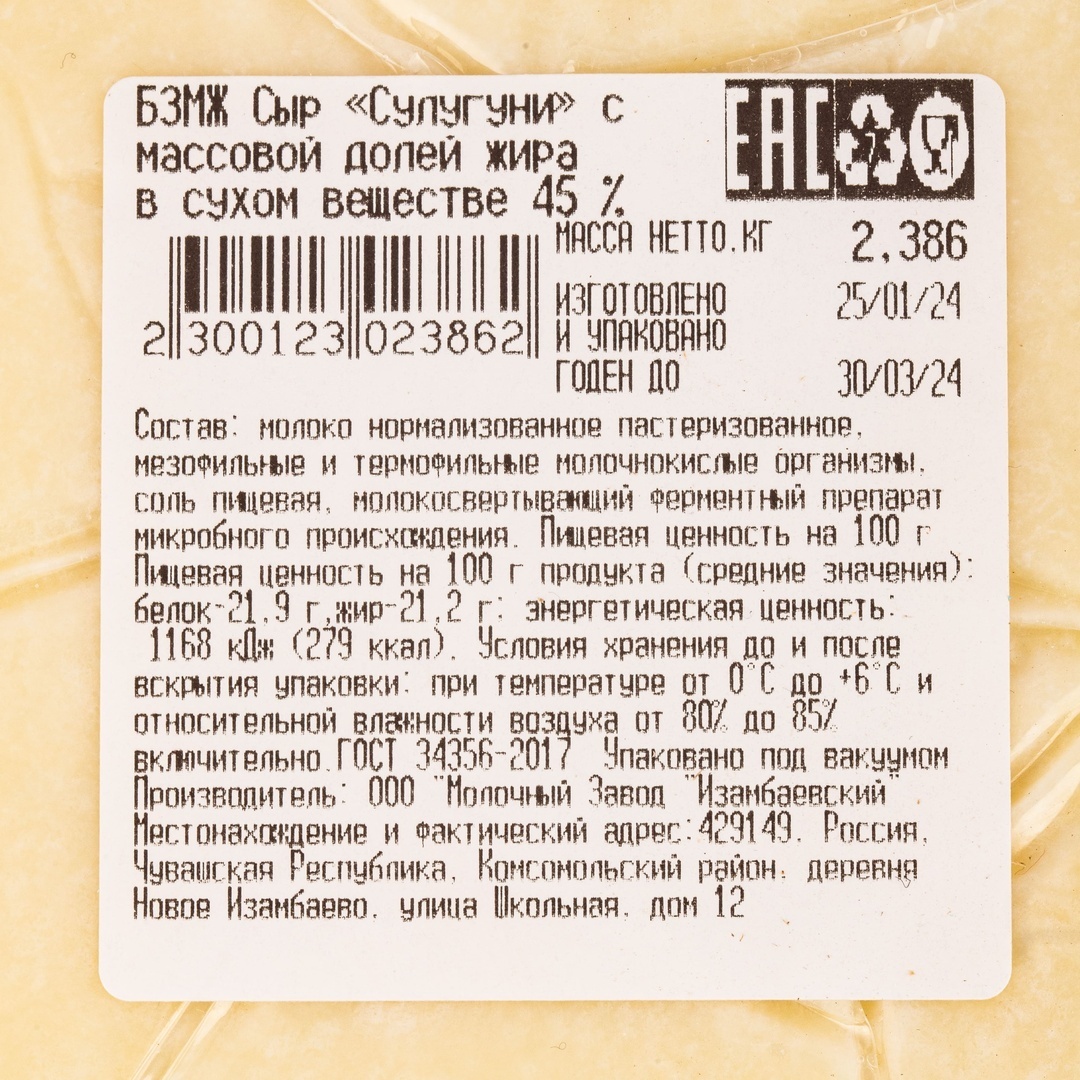 БЗМЖ Сыр «Сулугуни» с
массовой долей жира
в сухом веществе 45 %
EAC
МАССА НЕТТО,КГ 2,386
2 300123 023862
ИЗГОТОВЛЕНО 25/01/24
И УПАКОВАНО
ГОДЕН ДО 30/03/24
Состав: молоко нормализованное пастеризованное,
мезофильные и термофильные молочнокислые организмы,
соль пищевая, молокосвертывающий ферментный препарат
микробного происхождения. Пищевая ценность на 100 г
Пищевая ценность на 100 г продукта (средние значения):
белок-21,9 г,жир-21,2 г; энергетическая ценность:
1168 кДж (279 ккал). Условия хранения до и после
вскрытия упаковки: при температуре от 0°С до +6°С и
относительной влажности воздуха от 80% до 85%
включительно.ГОСТ 34356-2017 Упаковано под вакуумом
Производитель: ООО "Молочный Завод "Изамбаевский"
Местонахождение и фактический адрес:429149, Россия,
Чувашская Республика, Комсомольский район, деревня
Новое Изамбаево, улица Школьная, дом 12